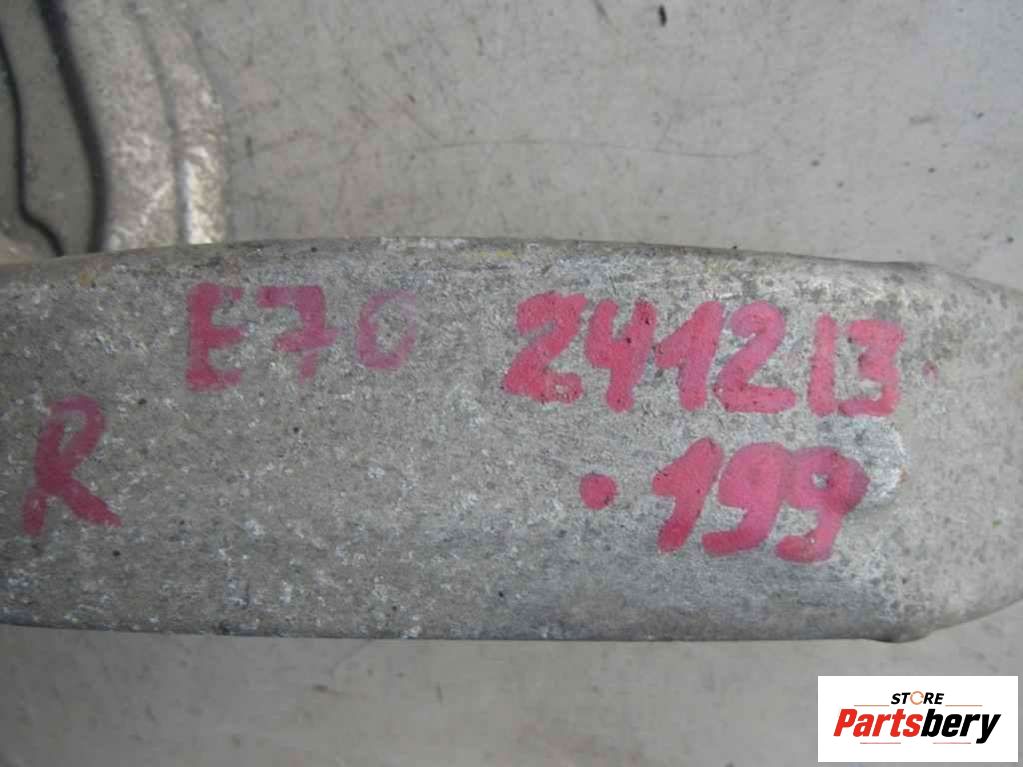 E70 241213.
R
.199
STORE
Partsbery